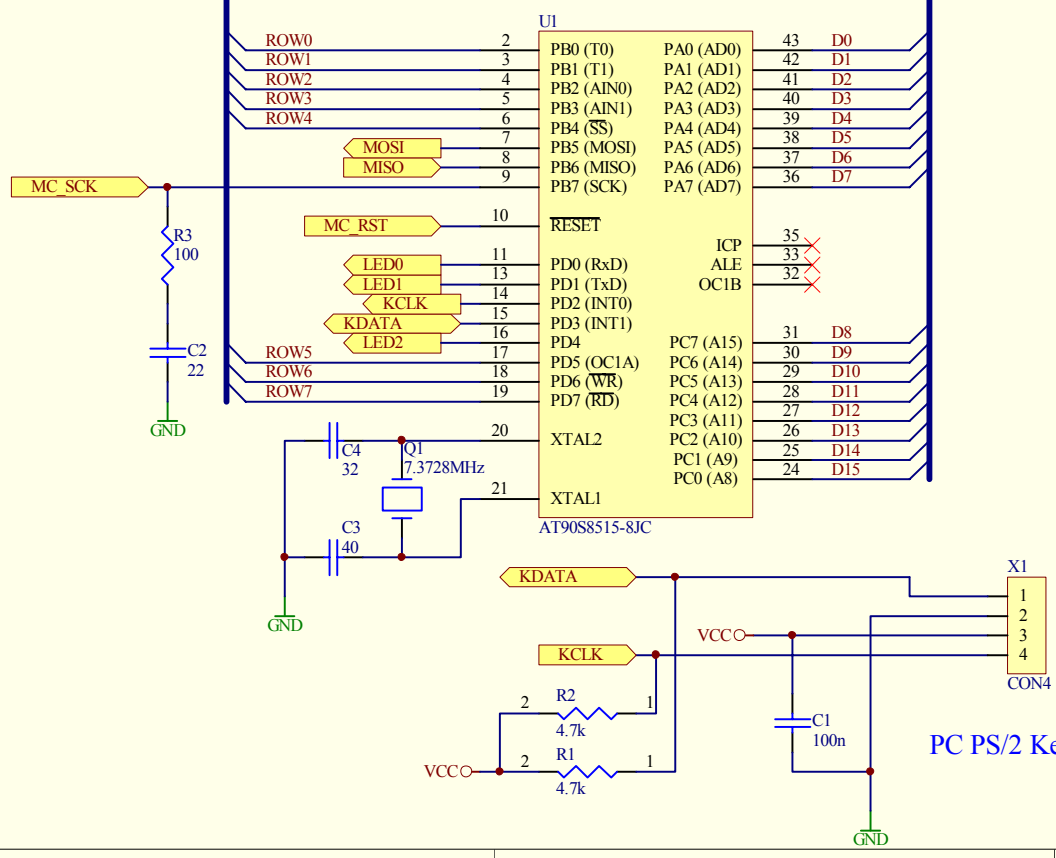 U1
ROW0 2 PB0 (T0) PA0 (AD0) 43 D0
ROW1 3 PB1 (T1) PA1 (AD1) 42 D1
ROW2 4 PB2 (AIN0) PA2 (AD2) 41 D2
ROW3 5 PB3 (AIN1) PA3 (AD3) 40 D3
ROW4 6 PB4 (SS) PA4 (AD4) 39 D4
MOSI 7 PB5 (MOSI) PA5 (AD5) 38 D5
MISO 8 PB6 (MISO) PA6 (AD6) 37 D6
MC_SCK 9 PB7 (SCK) PA7 (AD7) 36 D7
MC_RST 10 RESET
R3
100
ICP 35
LED0 11 PD0 (RxD) ALE 33
LED1 13 PD1 (TxD) OC1B 32
KCLK 14 PD2 (INT0)
KDATA 15 PD3 (INT1)
LED2 16 PD4 PC7 (A15) 31 D8
C2
22
ROW5 17 PD5 (OC1A) PC6 (A14) 30 D9
ROW6 18 PD6 (WR) PC5 (A13) 29 D10
ROW7 19 PD7 (RD) PC4 (A12) 28 D11
PC3 (A11) 27 D12
GND
20 XTAL2 PC2 (A10) 26 D13
C4
32
Q1
7.3728MHz
PC1 (A9) 25 D14
PC0 (A8) 24 D15
21 XTAL1
C3
40
AT90S8515-8JC
GND
KDATA
X1
1
2
VCC 3
KCLK 4
CON4
2 R2 1
4.7k
C1
100n
PC PS/2 Ke
VCC 2 R1 1
4.7k
GND